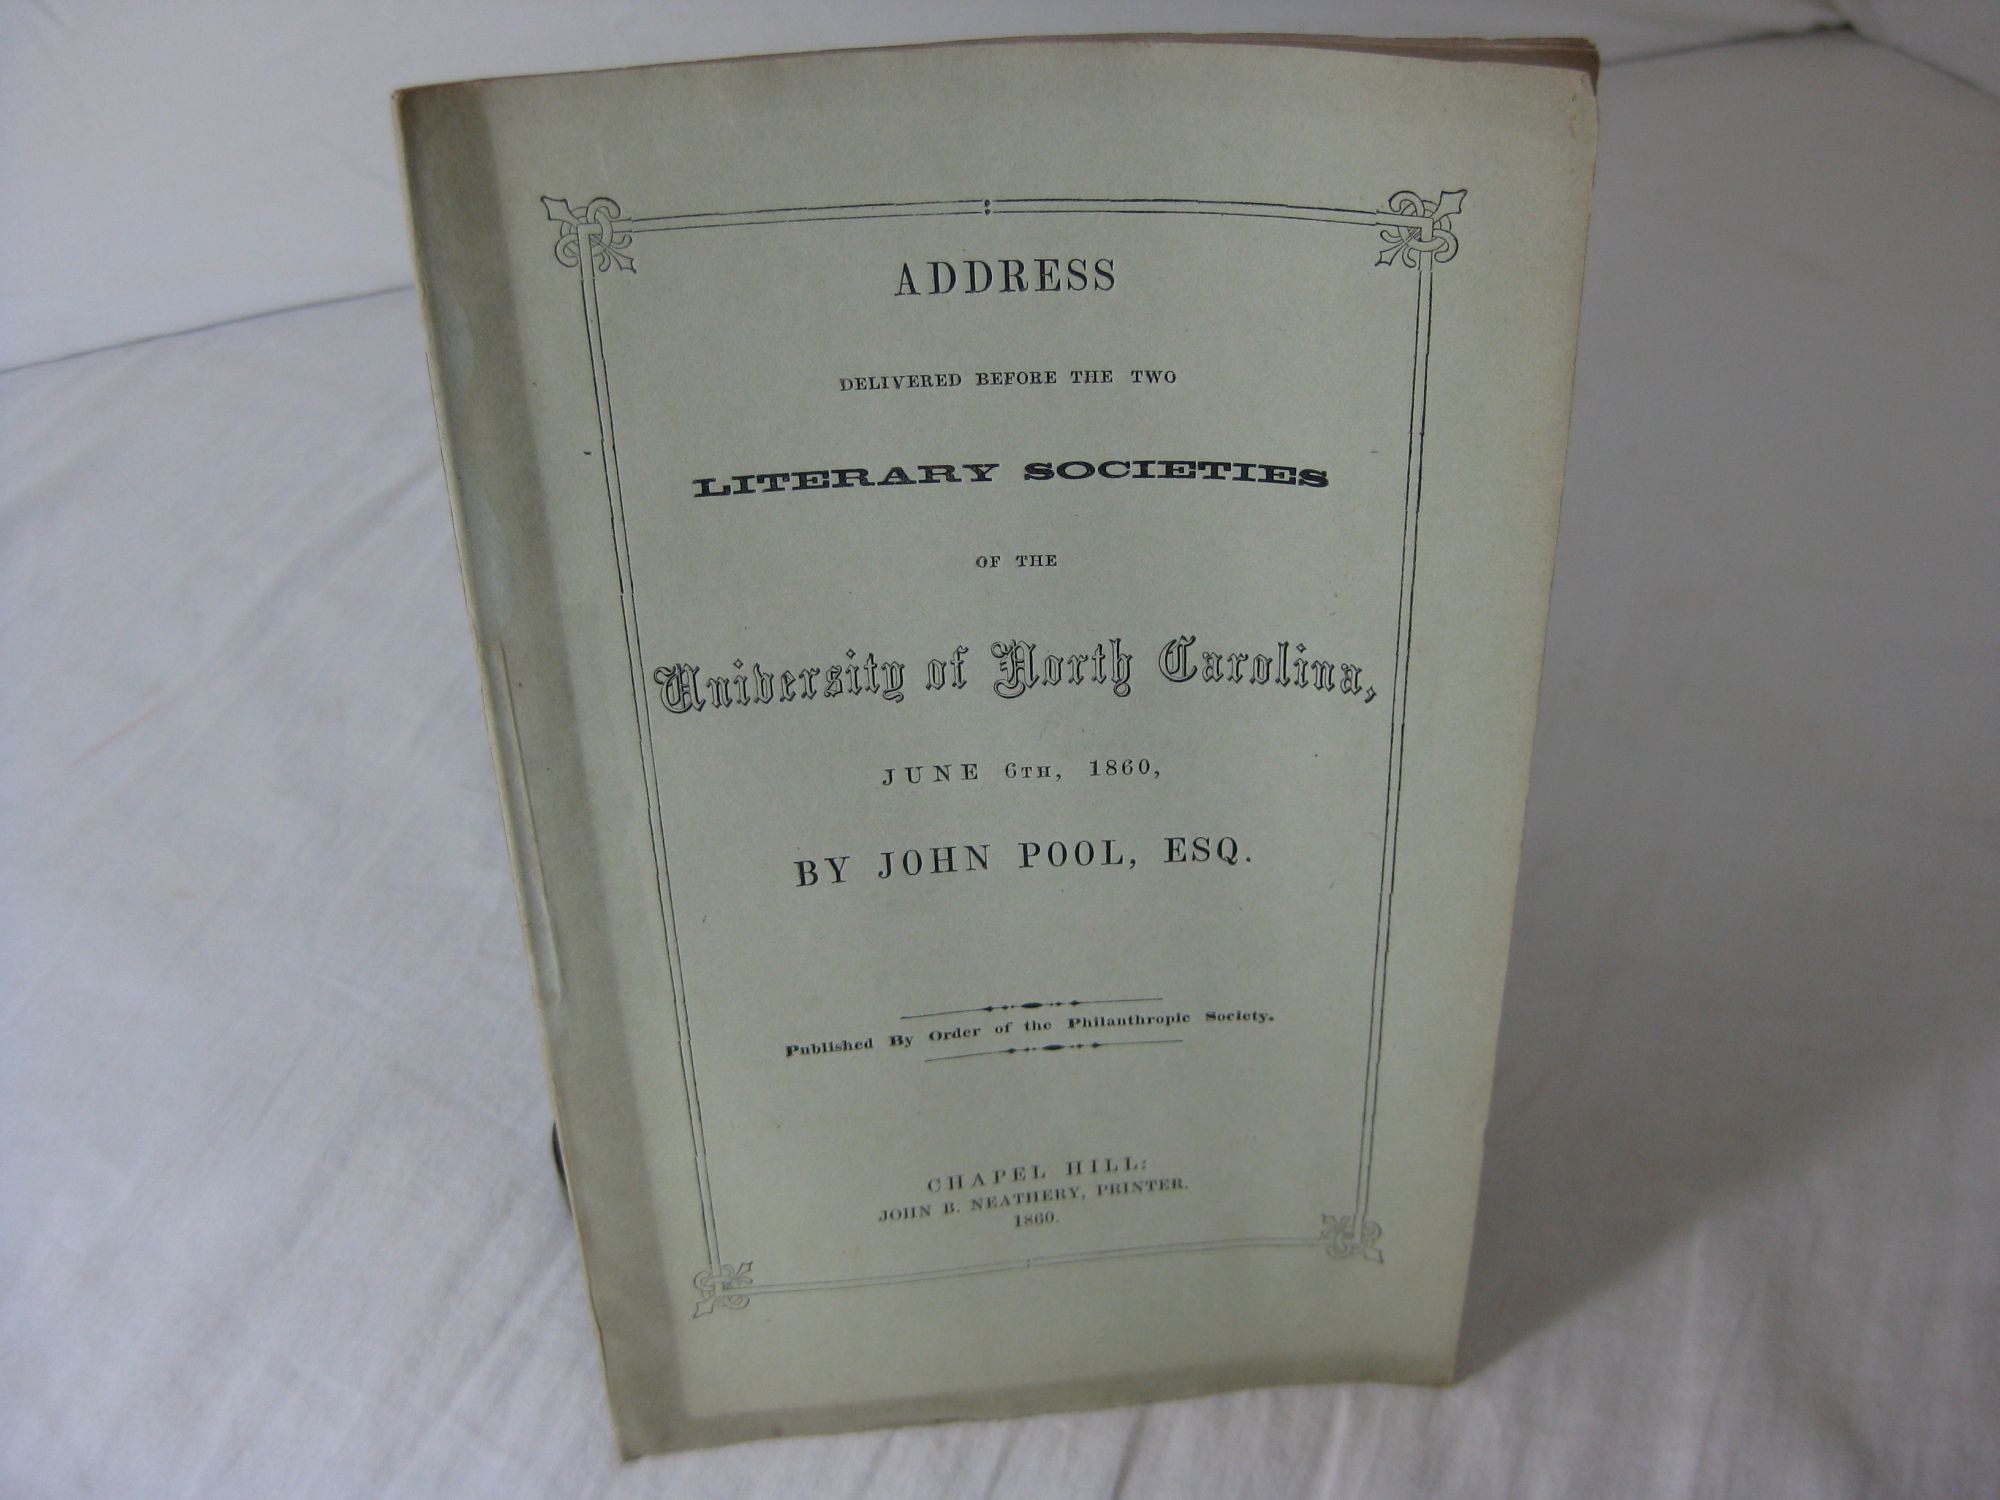 ADDRESS
DELIVERED BEFORE THE TWO
LITERARY SOCIETIES
OF THE
University of North Carolina,
JUNE 6TH, 1860,
BY JOHN POOL, ESQ.
Published By Order of the Philanthropic Society.
CHAPEL HILL:
JOHN B. NEATHERY, PRINTER.
1860.